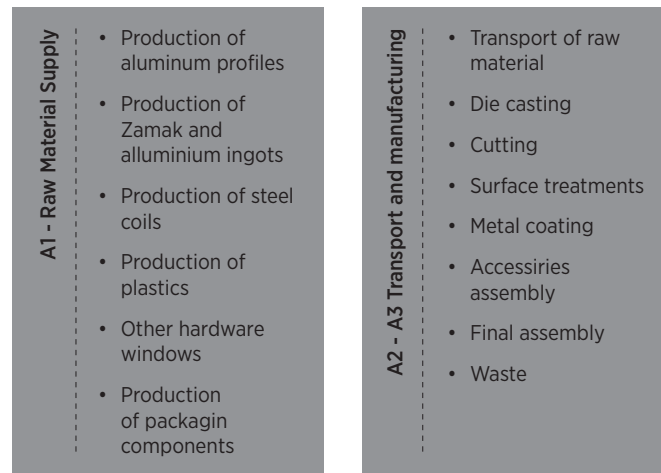 A1 - Raw Material Supply
• Production of
aluminum profiles
• Production of
Zamak and
alluminium ingots
• Production of steel
coils
• Production of
plastics
• Other hardware
windows
• Production
of packagin
components
A2 - A3 Transport and manufacturing
• Transport of raw
material
• Die casting
• Cutting
• Surface treatments
• Metal coating
• Accessiries
assembly
• Final assembly
• Waste